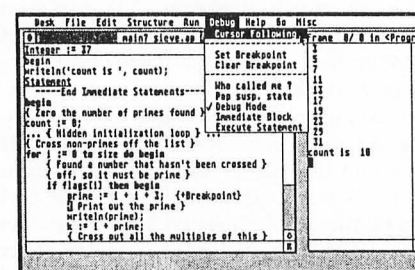 Desk File Edit Structure Run Debug Help Go Misc
main? sieve.ap
Integer := 37
begin
writeln('count is ', count);
Statement
-----End Immediate Statements-----
begin
{ Zero the number of primes found }
count := 0;
... { Hidden initialization loop } ...
{ Cross non-primes off the list }
for i := 0 to size do begin
{ Found a number that hasn't been crossed }
{ off, so it must be prime }
if flags[i] then begin
prime := i + i + 3; {+Breakpoint}
{ Print out the prime }
writeln(prime);
k := i + prime;
{ Cross out all the multiples of this }
Cursor Following
Set Breakpoint
Clear Breakpoint
Who called me ?
Pop susp. state
✓ Debug Mode
Immediate Block
Execute Statement
Frame 0/ 0 in <Progr
3
5
7
11
13
17
19
23
29
31
count is 10